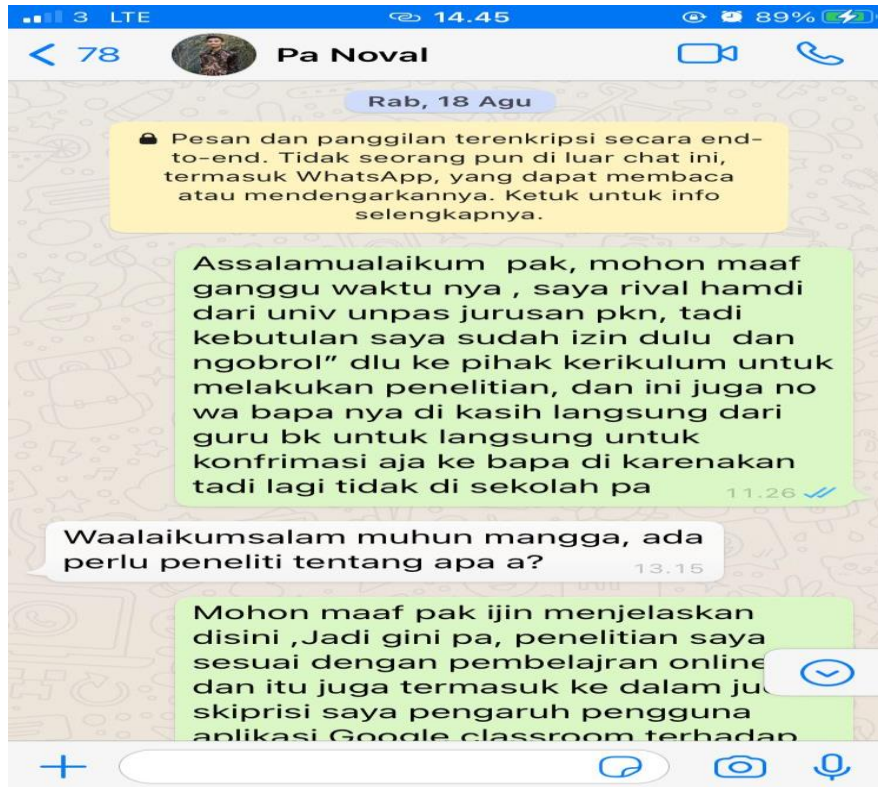 3 LTE 14.45 89%
78 Pa Noval
Rab, 18 Agu
Pesan dan panggilan terenkripsi secara end-
to-end. Tidak seorang pun di luar chat ini,
termasuk WhatsApp, yang dapat membaca
atau mendengarkannya. Ketuk untuk info
selengkapnya.
Assalamualaikum pak, mohon maaf
ganggu waktu nya , saya rival hamdi
dari univ unpas jurusan pkn, tadi
kebutulan saya sudah izin dulu dan
ngobrol” dlu ke pihak kerikulum untuk
melakukan penelitian, dan ini juga no
wa bapa nya di kasih langsung dari
guru bk untuk langsung untuk
konfrimasi aja ke bapa di karenakan
tadi lagi tidak di sekolah pa 11.26
Waalaikumsalam muhun mangga, ada
perlu peneliti tentang apa a? 13.15
Mohon maaf pak ijin menjelaskan
disini ,Jadi gini pa, penelitian saya
sesuai dengan pembelajran online
dan itu juga termasuk ke dalam
skiprisi saya pengaruh pengguna
aplikasi Google classroom terhadap